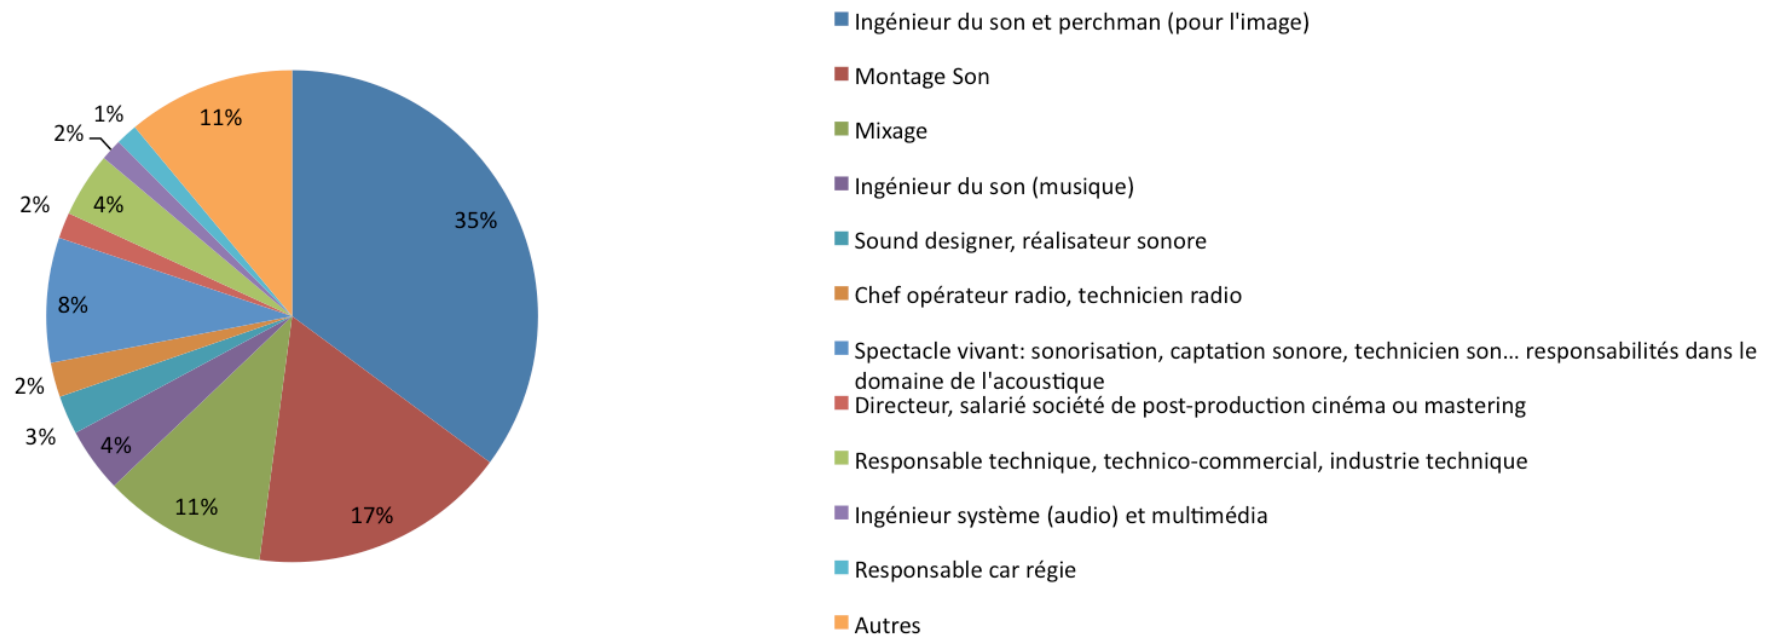 35%
17%
11%
4%
3%
2%
8%
2%
4%
2%
1%
11%
Ingénieur du son et perchman (pour l'image)
Montage Son
Mixage
Ingénieur du son (musique)
Sound designer, réalisateur sonore
Chef opérateur radio, technicien radio
Spectacle vivant: sonorisation, captation sonore, technicien son... responsabilités dans le
domaine de l'acoustique
Directeur, salarié société de post-production cinéma ou mastering
Responsable technique, technico-commercial, industrie technique
Ingénieur système (audio) et multimédia
Responsable car régie
Autres